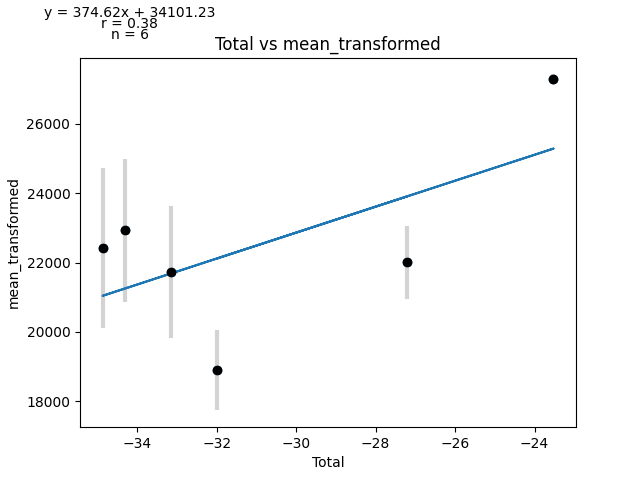 y = 374.62x + 34101.23
r = 0.38
n = 6
Total vs mean_transformed
26000
24000
22000
20000
18000
mean_transformed
−34
−32
−30
−28
−26
−24
Total